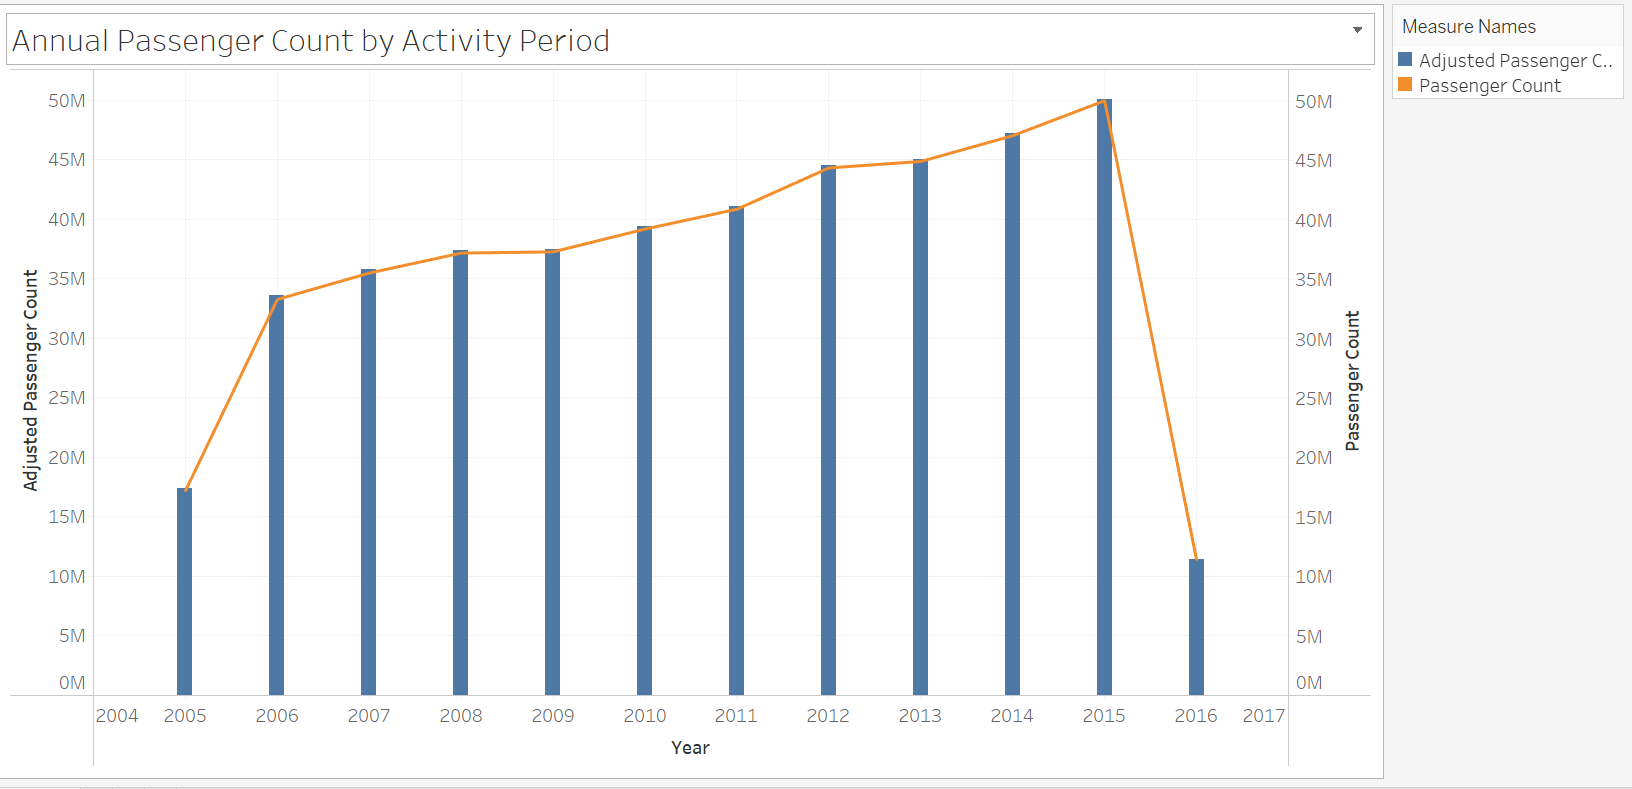 Annual Passenger Count by Activity Period
Measure Names
Adjusted Passenger C..
Passenger Count
50M
45M
40M
35M
30M
25M
20M
15M
10M
5M
0M
Adjusted Passenger Count
50M
45M
40M
35M
30M
25M
20M
15M
10M
5M
0M
Passenger Count
2004 2005 2006 2007 2008 2009 2010 2011 2012 2013 2014 2015 2016 2017
Year